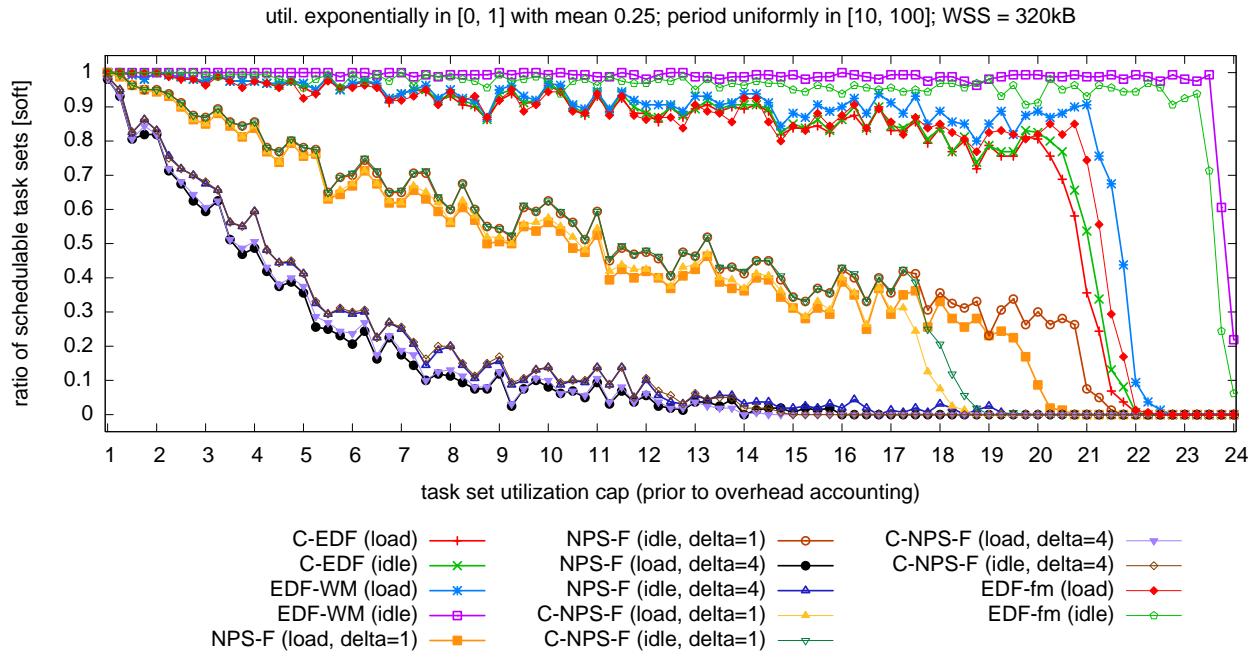 util. exponentially in [0, 1] with mean 0.25; period uniformly in [10, 100]; WSS = 320kB
ratio of schedulable task sets [soft]
1
0.9
0.8
0.7
0.6
0.5
0.4
0.3
0.2
0.1
0
1 2 3 4 5 6 7 8 9 10 11 12 13 14 15 16 17 18 19 20 21 22 23 24
task set utilization cap (prior to overhead accounting)
C-EDF (load)
C-EDF (idle)
EDF-WM (load)
EDF-WM (idle)
NPS-F (load, delta=1)
NPS-F (idle, delta=1)
NPS-F (load, delta=4)
NPS-F (idle, delta=4)
C-NPS-F (load, delta=1)
C-NPS-F (idle, delta=1)
C-NPS-F (load, delta=4)
C-NPS-F (idle, delta=4)
EDF-fm (load)
EDF-fm (idle)